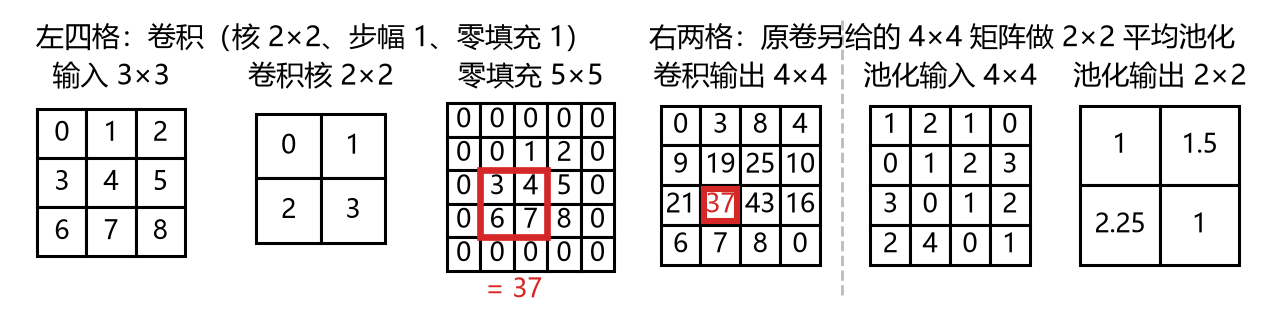 左四格：卷积（核 2×2、步幅 1、零填充 1）
右两格：原卷另给的 4×4 矩阵做 2×2 平均池化
输入 3×3
卷积核 2×2
零填充 5×5
卷积输出 4×4
池化输入 4×4
池化输出 2×2
0 1 2
3 4 5
6 7 8
0 1
2 3
0 0 0 0 0
0 0 1 2 0
0 3 4 5 0
0 6 7 8 0
0 0 0 0 0
= 37
0 3 8 4
9 19 25 10
21 37 43 16
6 7 8 0
1 2 1 0
0 1 2 3
3 0 1 2
2 4 0 1
1 1.5
2.25 1